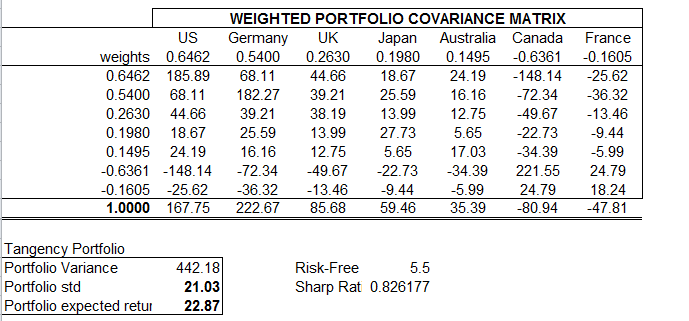 WEIGHTED PORTFOLIO COVARIANCE MATRIX
US Germany UK Japan Australia Canada France
weights 0.6462 0.5400 0.2630 0.1980 0.1495 -0.6361 -0.1605
0.6462 185.89 68.11 44.66 18.67 24.19 -148.14 -25.62
0.5400 68.11 182.27 39.21 25.59 16.16 -72.34 -36.32
0.2630 44.66 39.21 38.19 13.99 12.75 -49.67 -13.46
0.1980 18.67 25.59 13.99 27.73 5.65 -22.73 -9.44
0.1495 24.19 16.16 12.75 5.65 17.03 -34.39 -5.99
-0.6361 -148.14 -72.34 -49.67 -22.73 -34.39 221.55 24.79
-0.1605 -25.62 -36.32 -13.46 -9.44 -5.99 24.79 18.24
1.0000 167.75 222.67 85.68 59.46 35.39 -80.94 -47.81
Tangency Portfolio
Portfolio Variance 442.18 Risk-Free 5.5
Portfolio std 21.03 Sharp Rat 0.826177
Portfolio expected retur 22.87